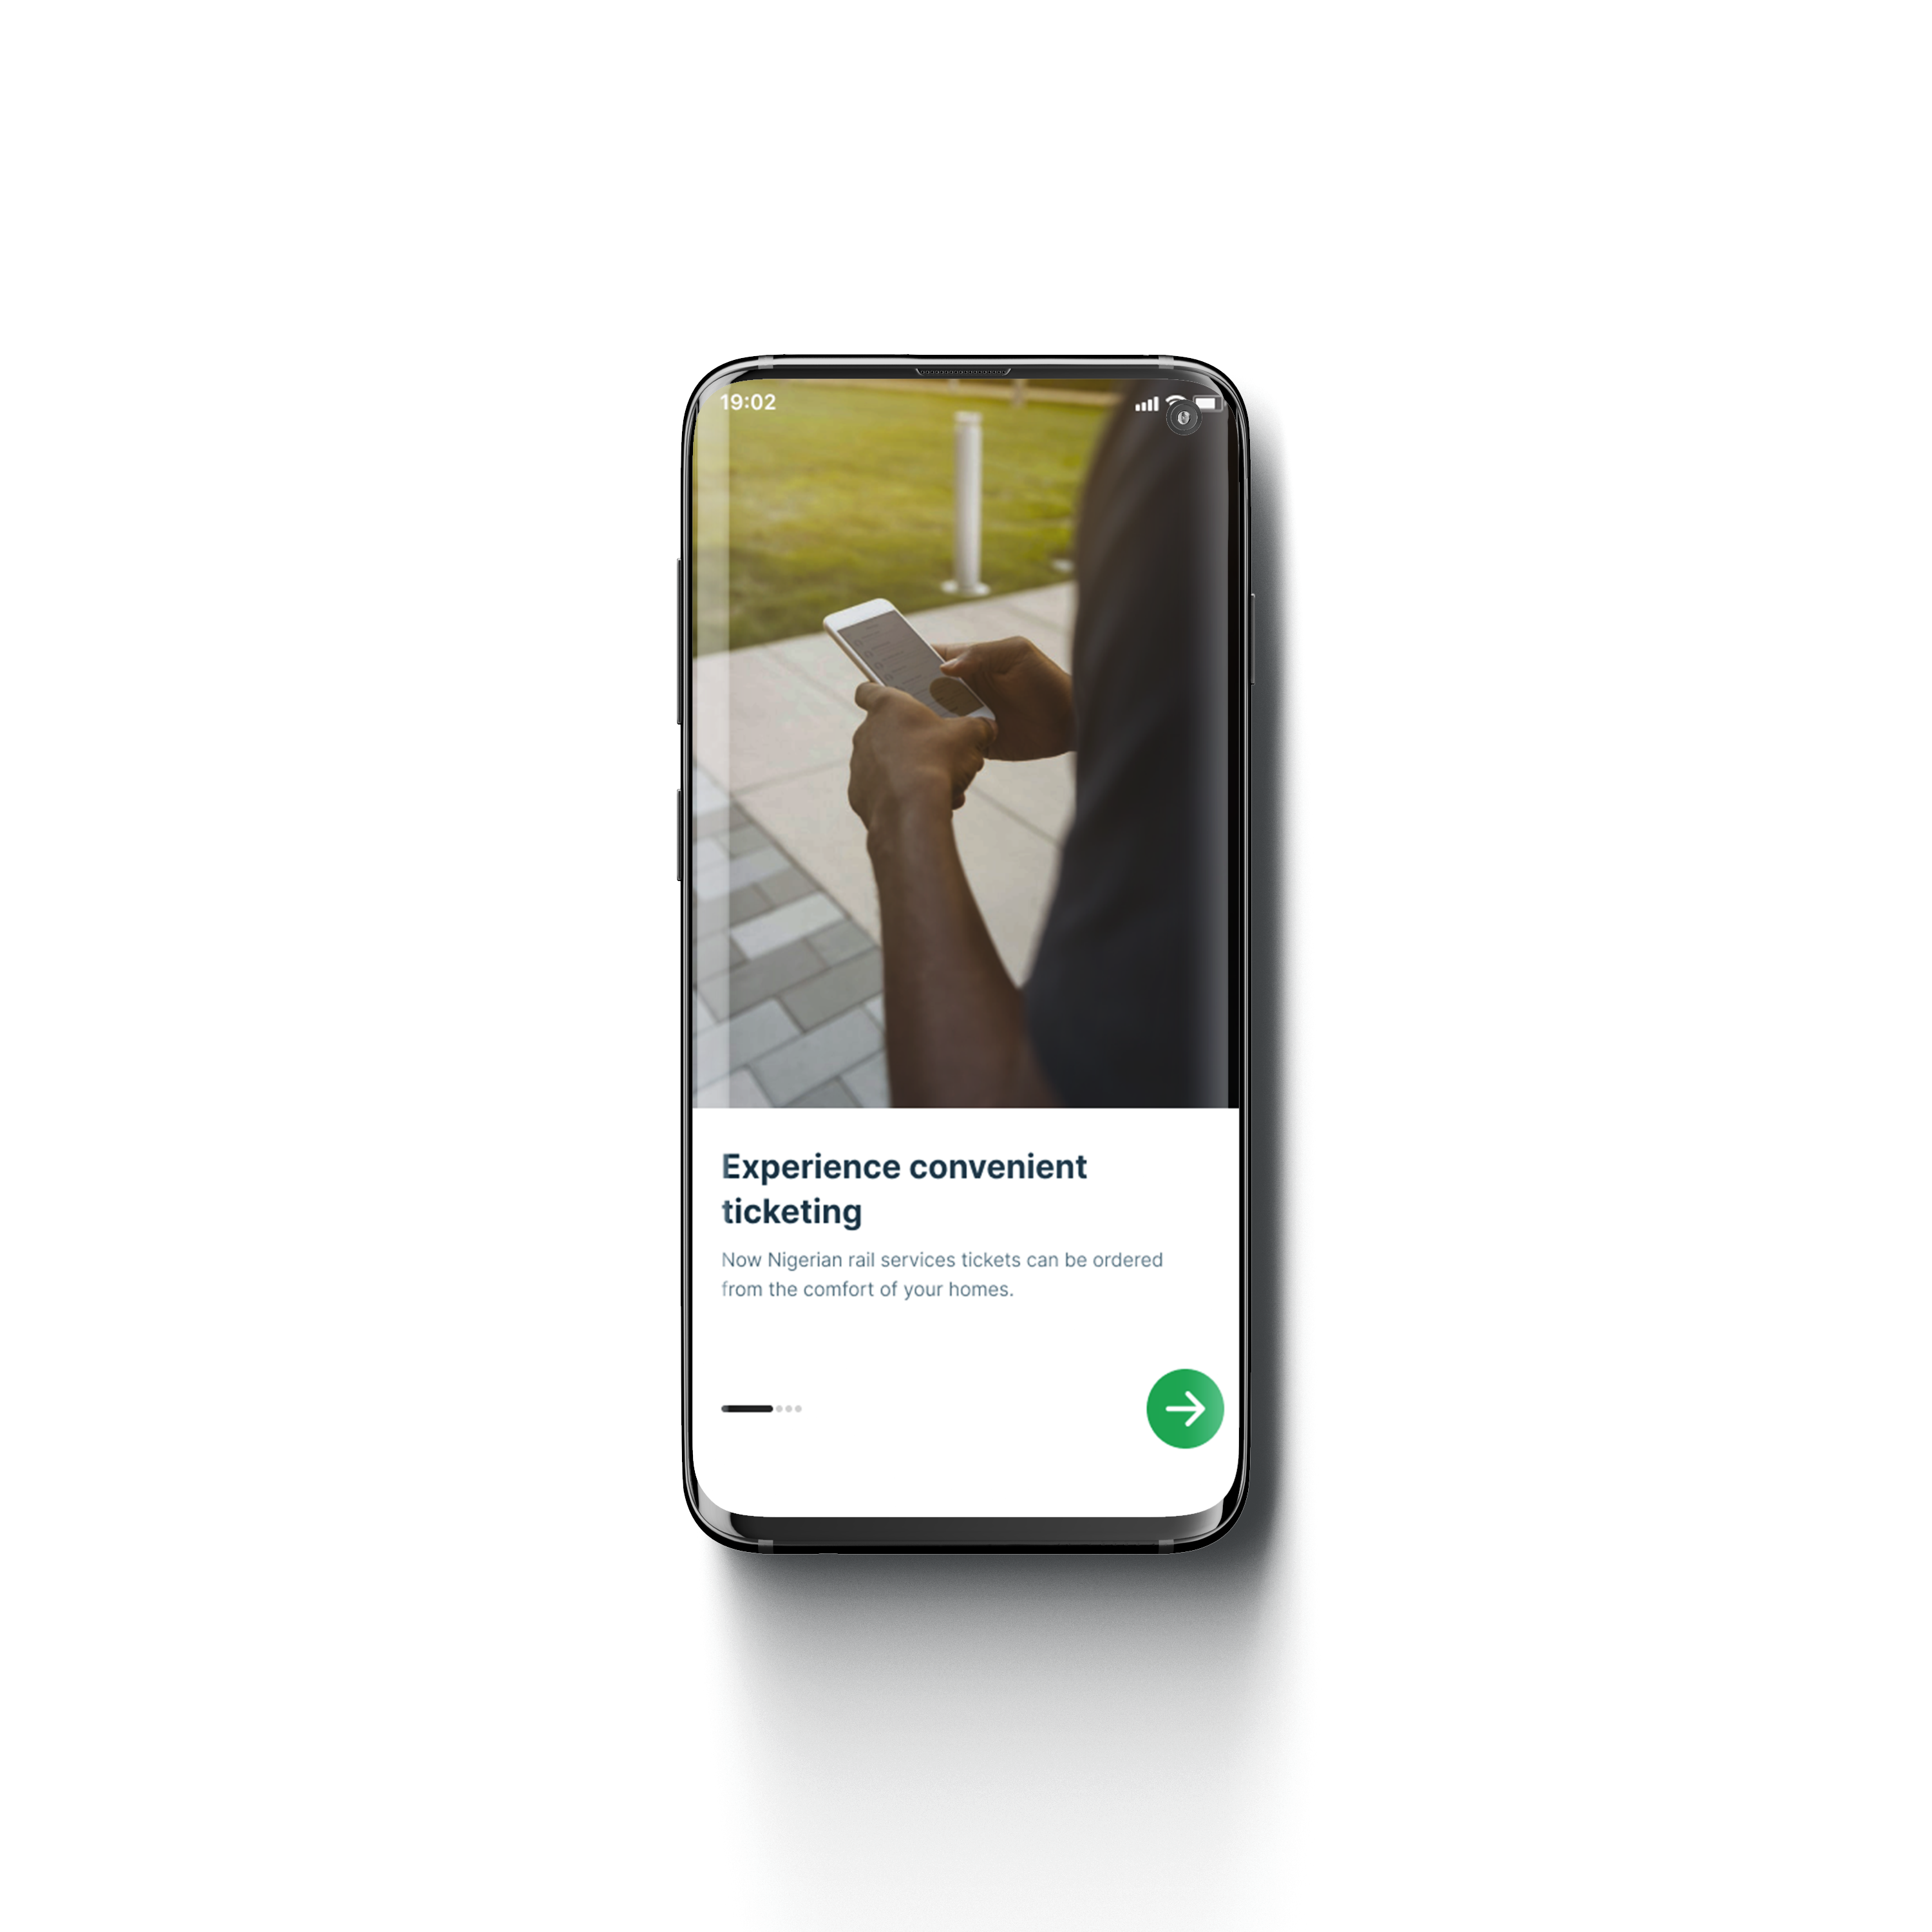 19:02
Experience convenient
ticketing
Now Nigerian rail services tickets can be ordered
from the comfort of your homes.